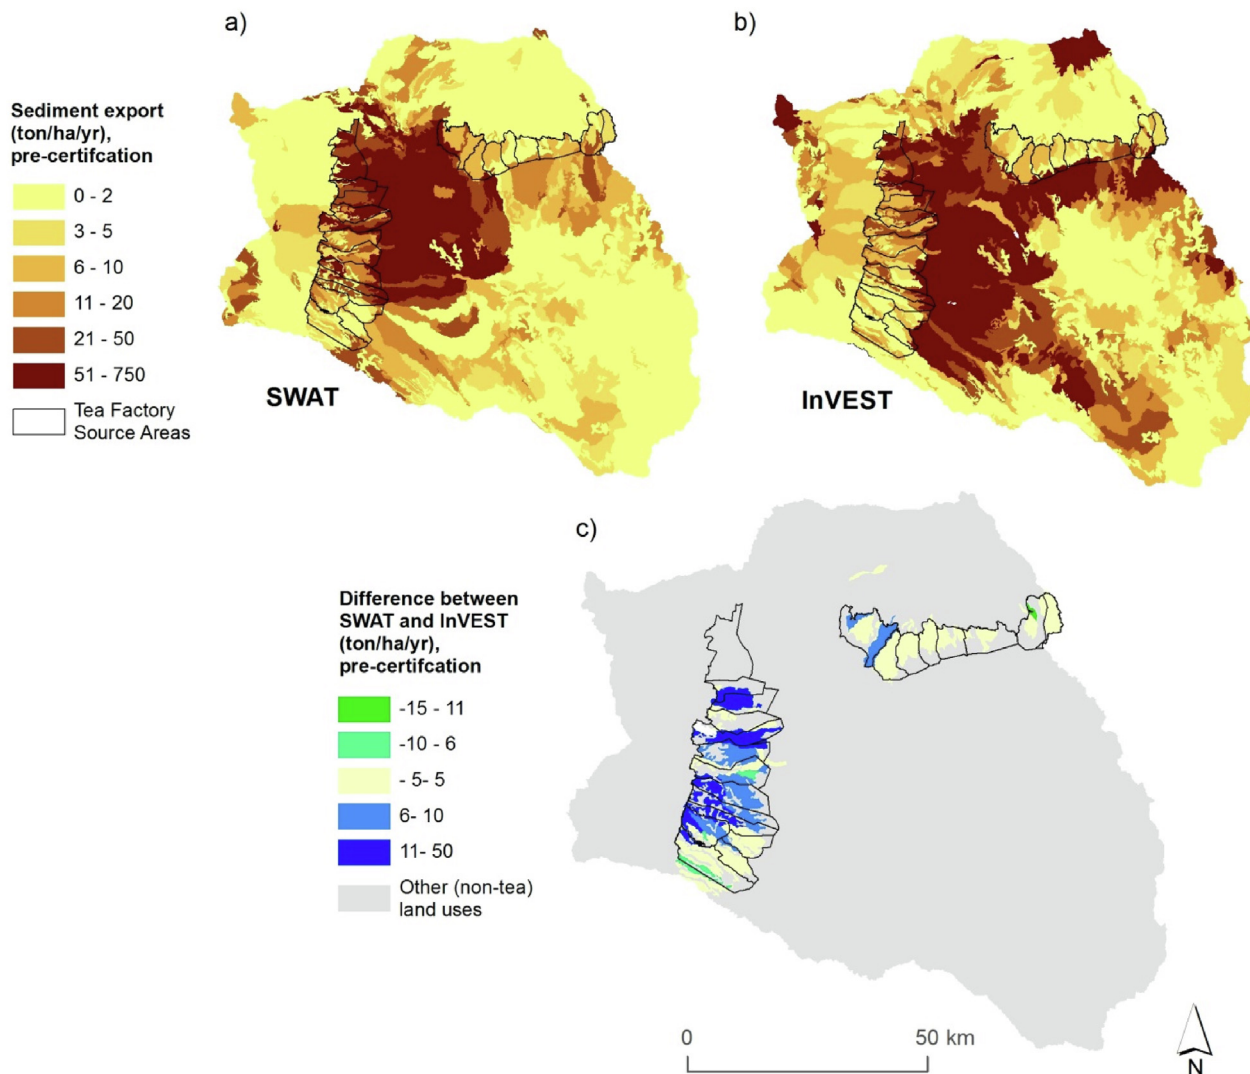 a)
b)
Sediment export
(ton/ha/yr),
pre-certifcation
0 - 2
3 - 5
6 - 10
11 - 20
21 - 50
51 - 750
Tea Factory
Source Areas
SWAT
InVEST
c)
Difference between
SWAT and InVEST
(ton/ha/yr),
pre-certifcation
-15 - 11
-10 - 6
- 5- 5
6- 10
11- 50
Other (non-tea)
land uses
0
50 km
N